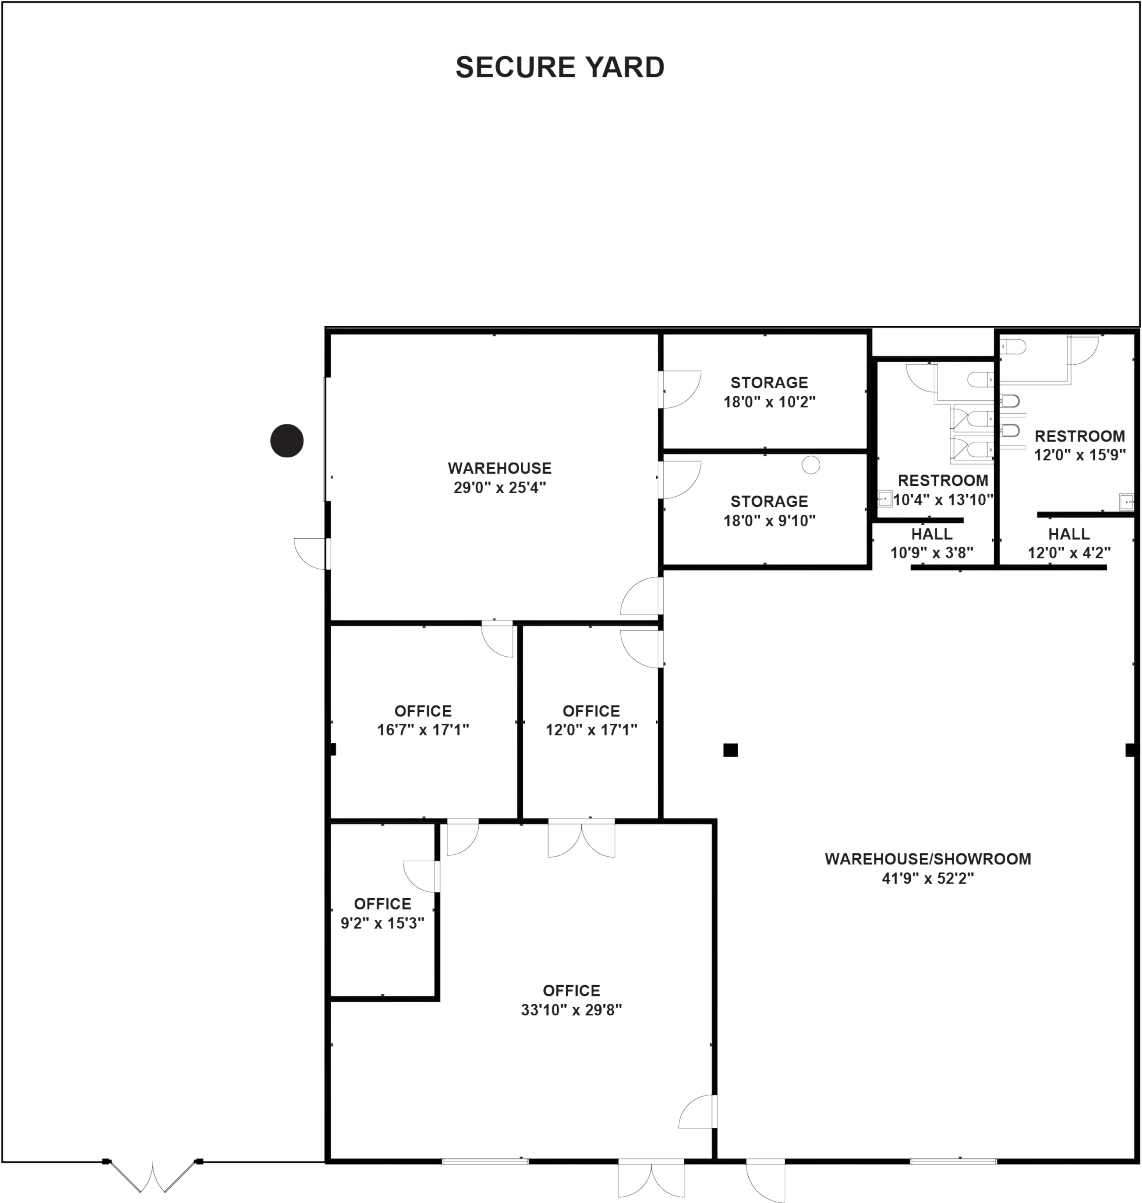 SECURE YARD
WAREHOUSE
29'0" x 25'4"
STORAGE
18'0" x 10'2"
STORAGE
18'0" x 9'10"
RESTROOM
10'4" x 13'10"
RESTROOM
12'0" x 15'9"
HALL
10'9" x 3'8"
HALL
12'0" x 4'2"
OFFICE
16'7" x 17'1"
OFFICE
12'0" x 17'1"
WAREHOUSE/SHOWROOM
41'9" x 52'2"
OFFICE
9'2" x 15'3"
OFFICE
33'10" x 29'8"